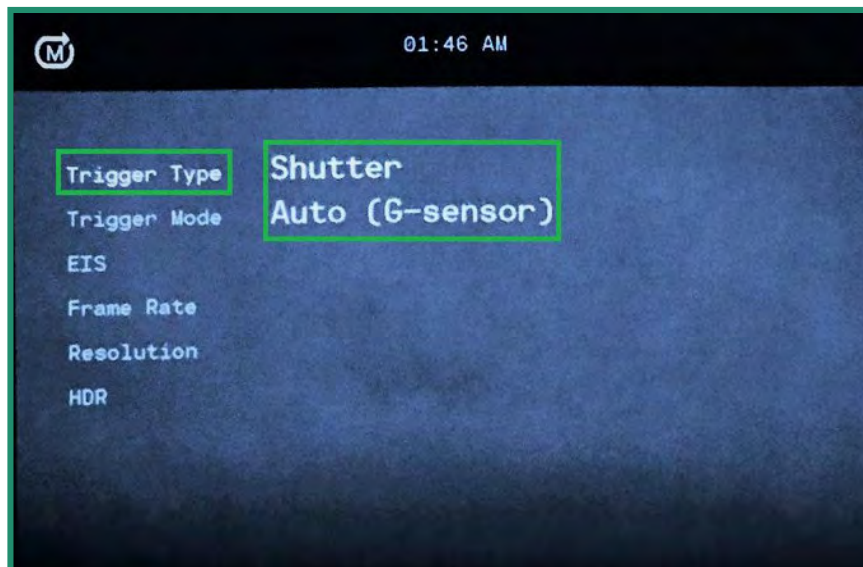 M
01:46 AM
Trigger Type
Shutter
Auto (G-sensor)
Trigger Mode
EIS
Frame Rate
Resolution
HDR